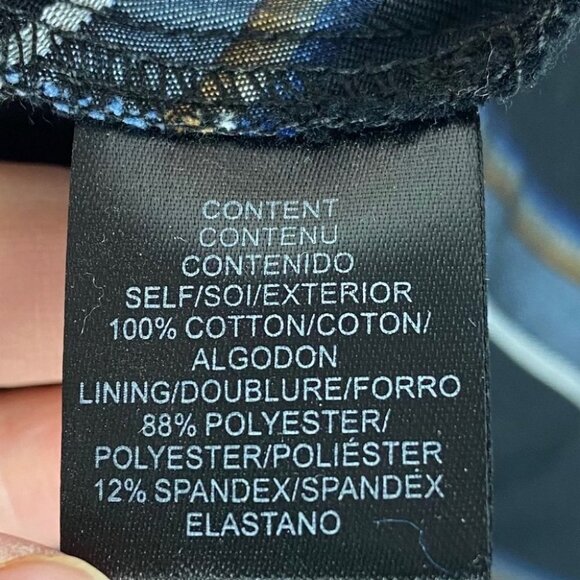 CONTENT
CONTENU
CONTENIDO
SELF/SOI/EXTERIOR
100% COTTON/COTON/
ALGODON
LINING/DOUBLURE/FORRO
88% POLYESTER/
POLYESTER/POLIÉSTER
12% SPANDEX/SPANDEX
ELASTANO